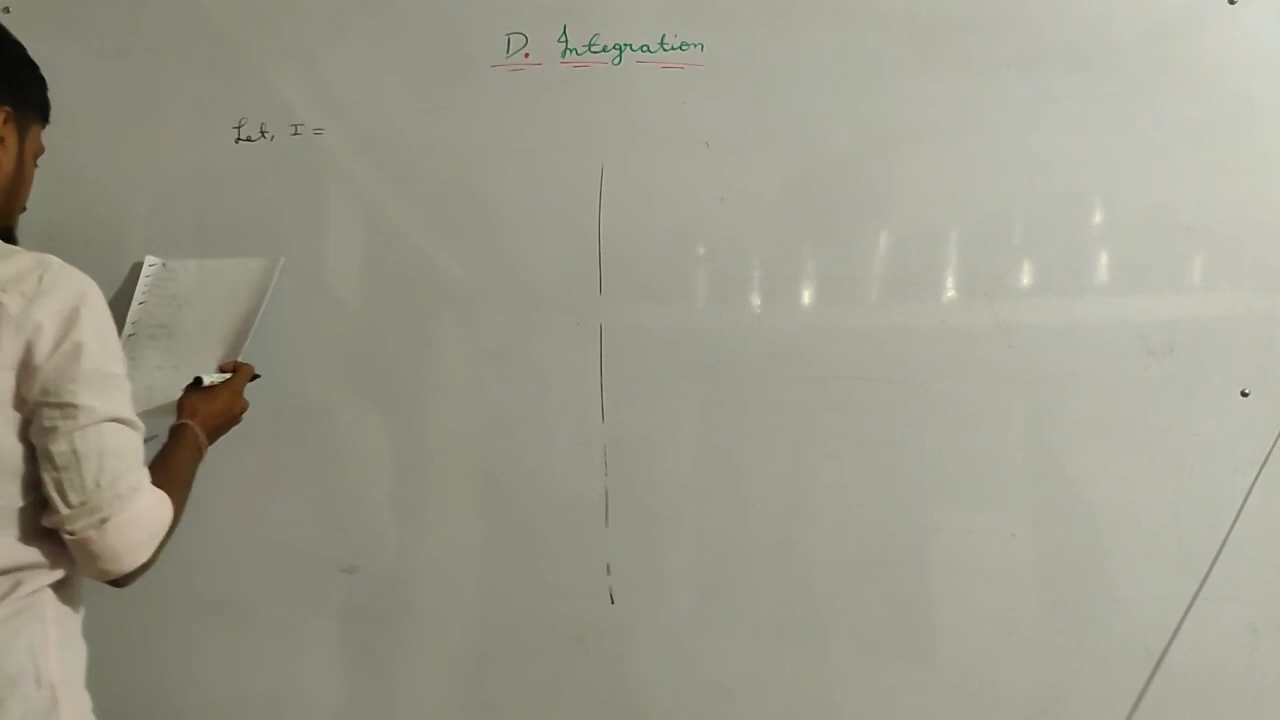 D. Integration
Let, I =